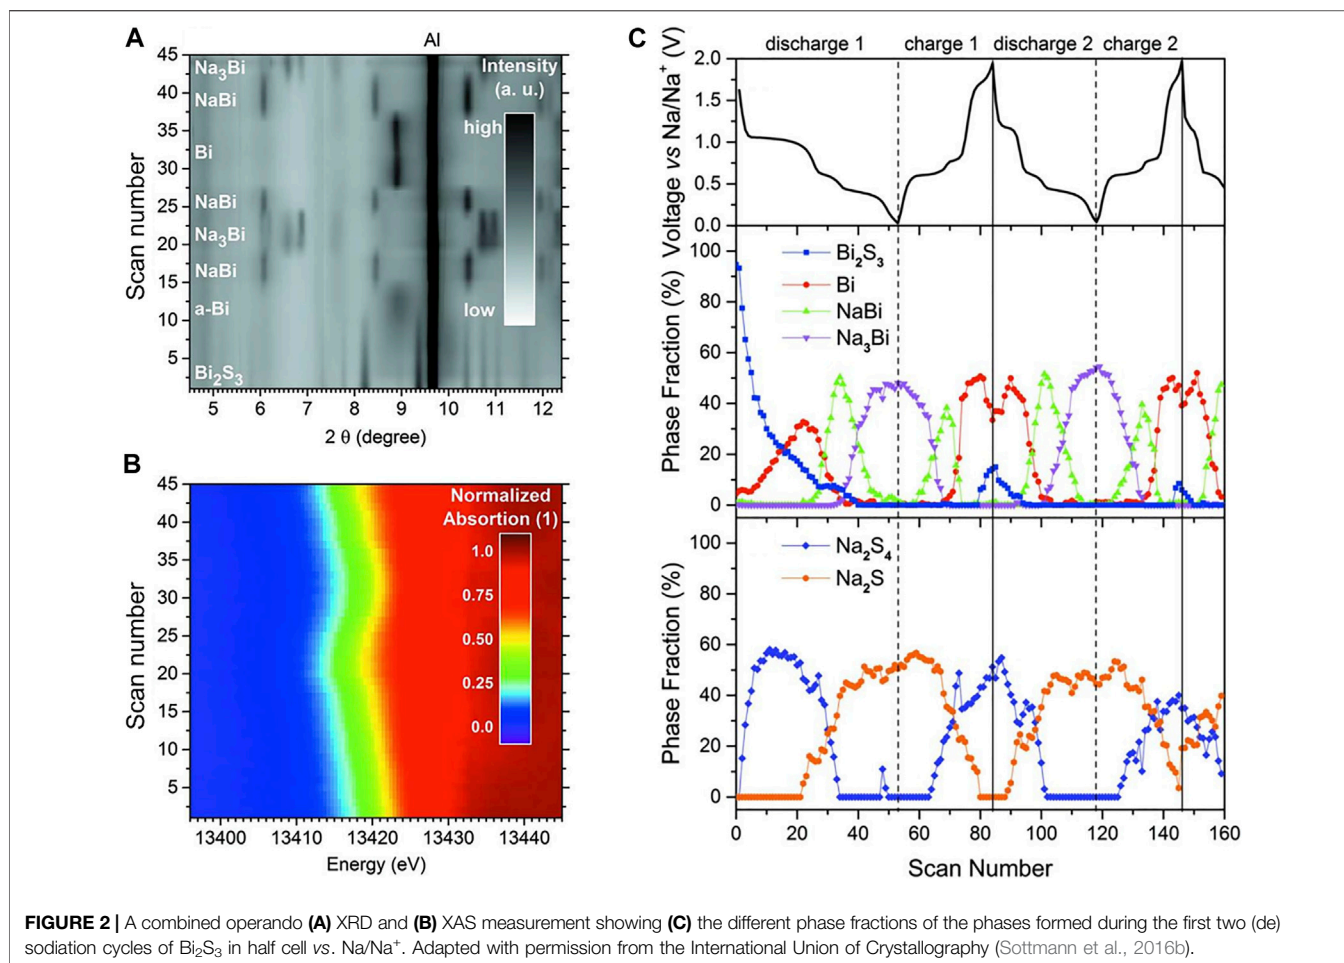 A
Al
45
40
35
30
25
20
15
10
5
Scan number
Na₃Bi
NaBi
Bi
NaBi
Na₃Bi
NaBi
a-Bi
Bi₂S₃
Intensity
(a. u.)
high
low
5 6 7 8 9 10 11 12
2 θ (degree)
B
45
40
35
30
25
20
15
10
5
Scan number
Normalized
Absortion (1)
1.0
0.75
0.50
0.25
0.0
13400 13410 13420 13430 13440
Energy (eV)
C
discharge 1 charge 1 discharge 2 charge 2
Voltage vs Na/Na⁺ (V)
2.0
1.5
1.0
0.5
0.0
Phase Fraction (%)
100
80
60
40
20
0
Bi₂S₃
Bi
NaBi
Na₃Bi
Phase Fraction (%)
100
80
60
40
20
0
Na₂S₄
Na₂S
0 20 40 60 80 100 120 140 160
Scan Number
FIGURE 2 | A combined operando (A) XRD and (B) XAS measurement showing (C) the different phase fractions of the phases formed during the first two (de)
sodiation cycles of Bi₂S₃ in half cell vs. Na/Na⁺. Adapted with permission from the International Union of Crystallography (Sottmann et al., 2016b).